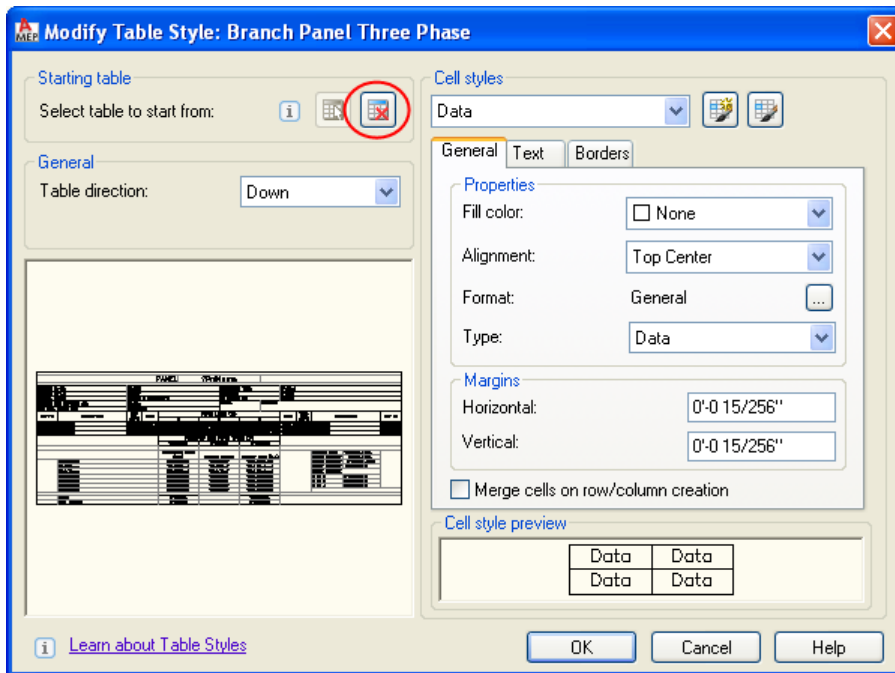 A MEP Modify Table Style: Branch Panel Three Phase
Starting table
Select table to start from:
General
Table direction: Down
PANEL:
Learn about Table Styles
Cell styles
Data
General Text Borders
Properties
Fill color: None
Alignment: Top Center
Format: General ...
Type: Data
Margins
Horizontal: 0'-0 15/256"
Vertical: 0'-0 15/256"
Merge cells on row/column creation
Cell style preview
Data Data
Data Data
OK Cancel Help